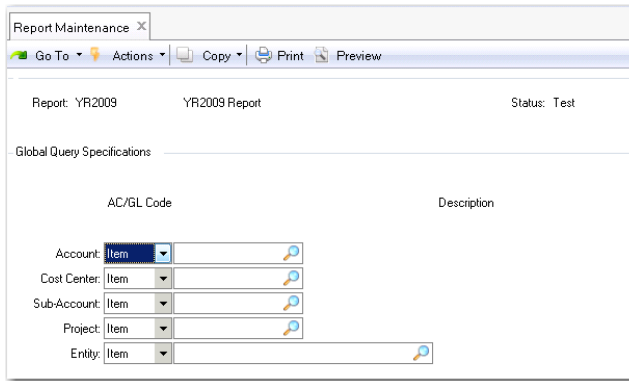 Report Maintenance X
Go To Actions Copy Print Preview
Report: YR2009 YR2009 Report Status: Test
Global Query Specifications
AC/GL Code Description
Account: Item
Cost Center: Item
Sub-Account: Item
Project: Item
Entity: Item